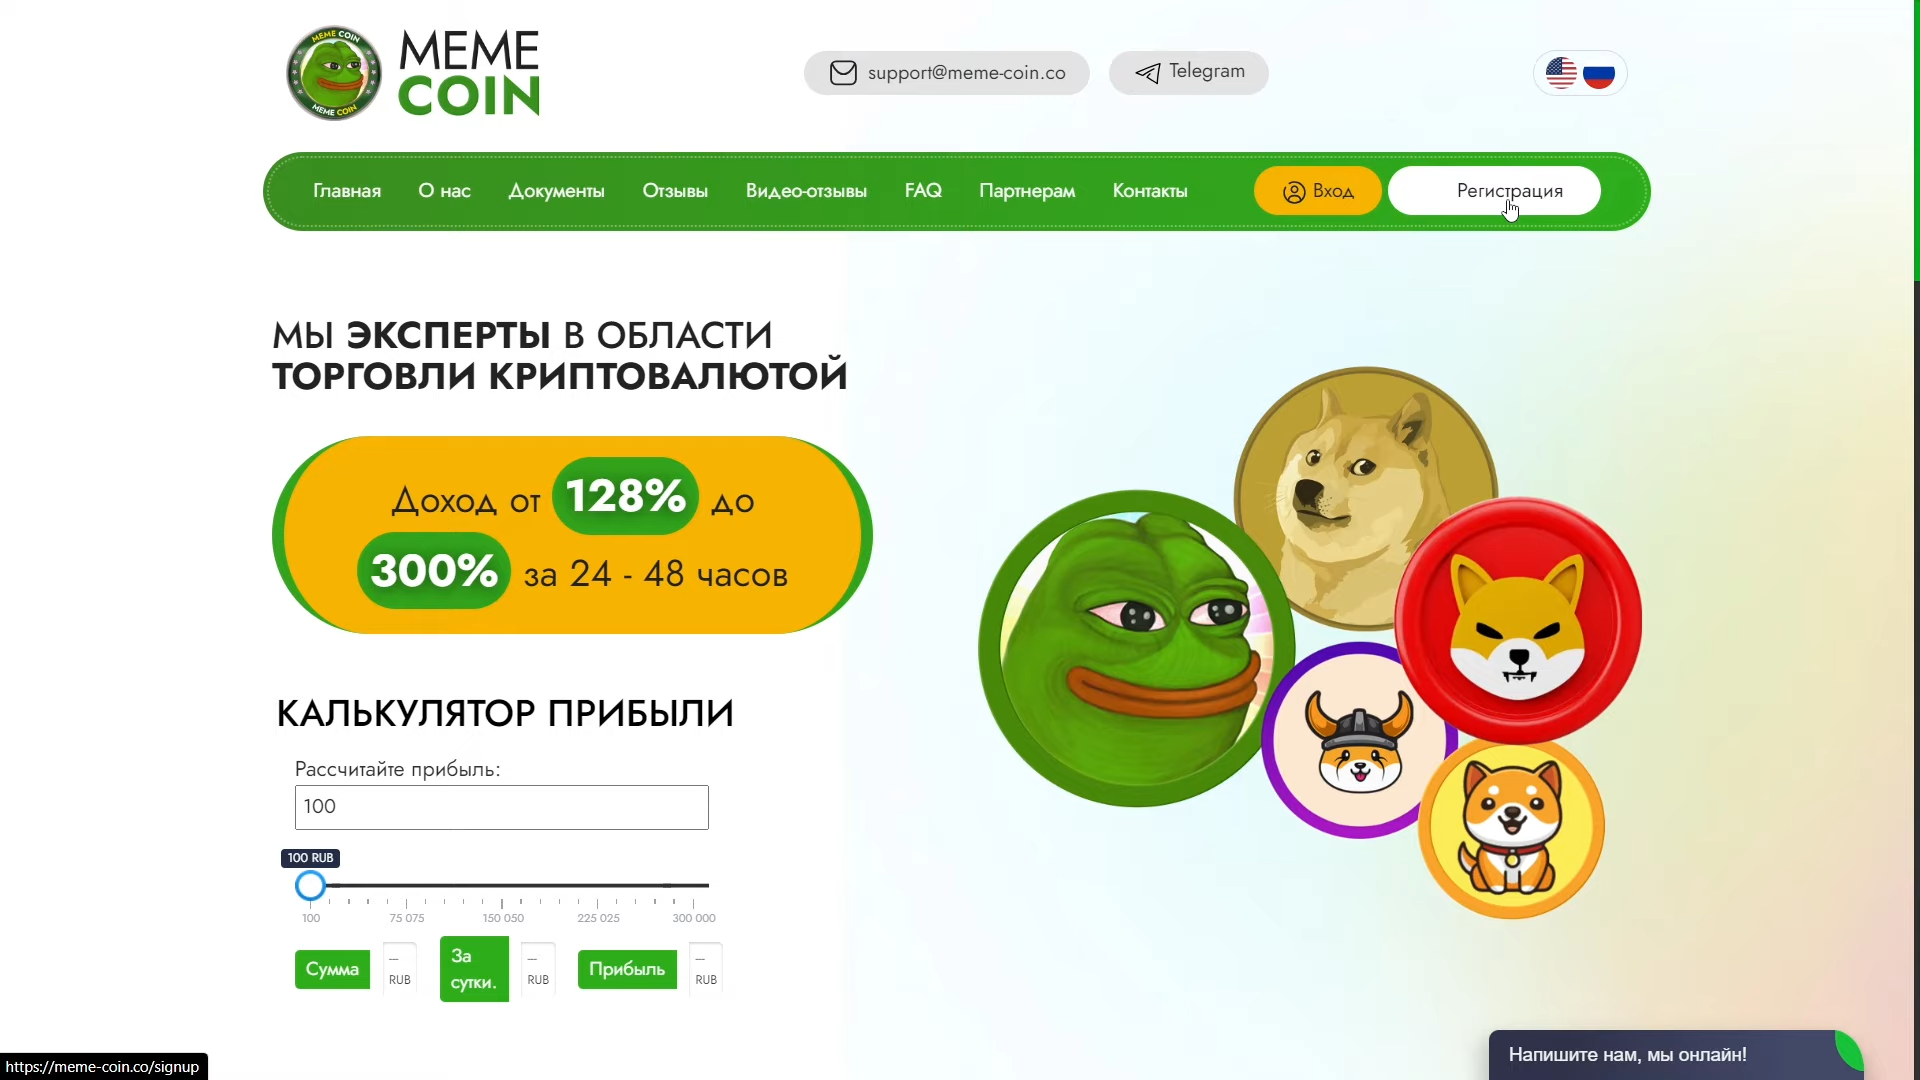 MEME COIN
MEME COIN
MEME
COIN
support@meme-coin.co
Telegram
Главная
О нас
Документы
Отзывы
Видео-отзывы
FAQ
Партнерам
Контакты
Вход
Регистрация
МЫ ЭКСПЕРТЫ В ОБЛАСТИ
ТОРГОВЛИ КРИПТОВАЛЮТОЙ
Доход от 128% до
300% за 24 - 48 часов
КАЛЬКУЛЯТОР ПРИБЫЛИ
Рассчитайте прибыль:
100
100 RUB
100 75 075 150 050 225 025 300 000
Сумма
—
RUB
За
сутки.
—
RUB
Прибыль
—
RUB
Напишите нам, мы онлайн!
https://meme-coin.co/signup